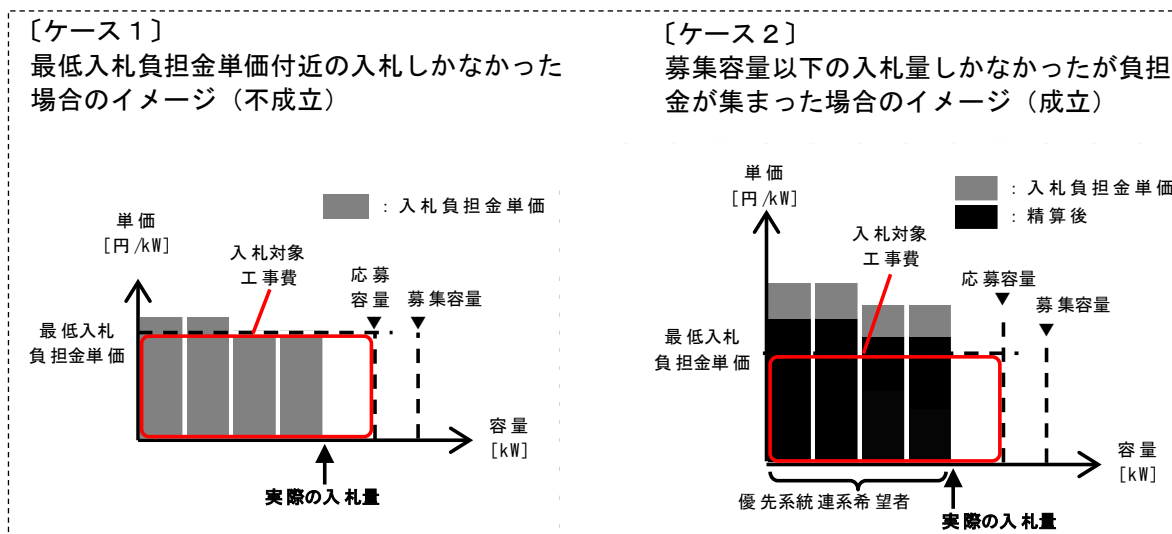 〔ケース１〕
最低入札負担金単価付近の入札しかなかった
場合のイメージ（不成立）
：入札負担金単価
単価
[円/kW]
入札対象
工事費
応募
容量
募集容量
最低入札
負担金単価
容量
[kW]
実際の入札量
〔ケース２〕
募集容量以下の入札量しかなかったが負担
金が集まった場合のイメージ（成立）
単価
[円/kW]
：入札負担金単価
：精算後
入札対象
工事費
応募容量
募集容量
最低入札
負担金単価
容量
[kW]
優先系統連系希望者
実際の入札量